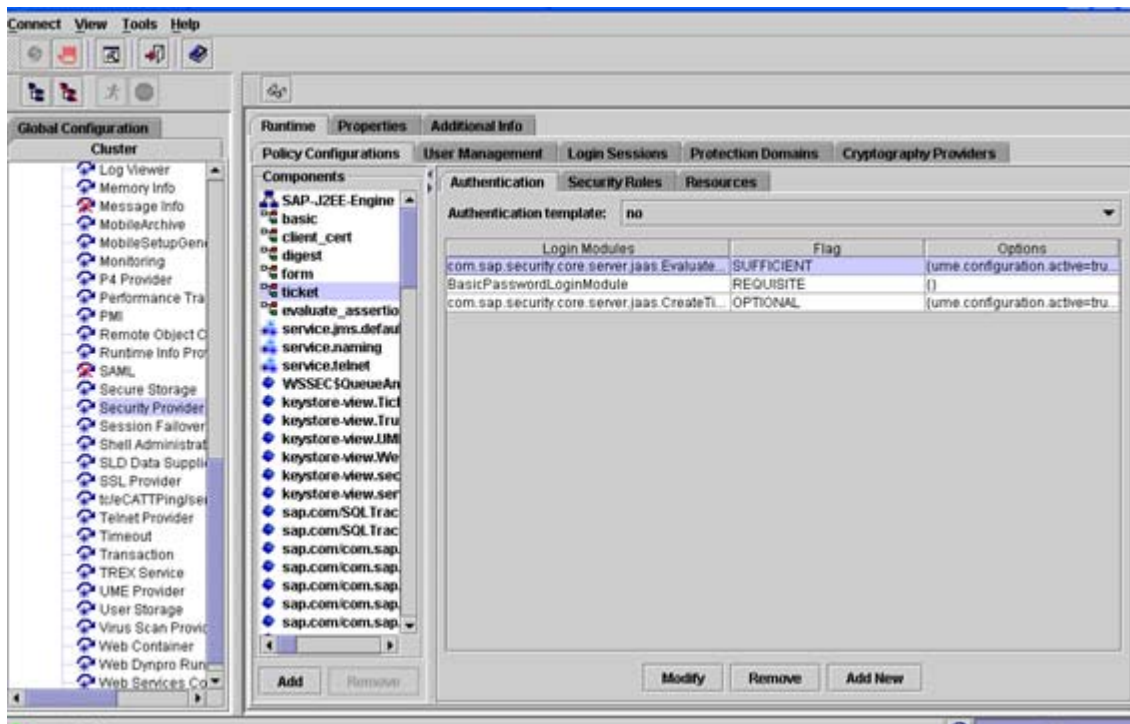 Connect View Tools Help
Global Configuration
Cluster
Log Viewer
Memory Info
Message Info
MobileArchive
MobileSetupGen
Monitoring
P4 Provider
Performance Tra
PMI
Remote Object C
Runtime Info Prov
SAML
Secure Storage
Security Provider
Session Failover
Shell Administrat
SLD Data Supplie
SSL Provider
tc/eCATTPing/ser
Telnet Provider
Timeout
Transaction
TREX Service
UME Provider
User Storage
Virus Scan Provid
Web Container
Web Dynpro Run
Web Services Co
Runtime Properties Additional Info
Policy Configurations User Management Login Sessions Protection Domains Cryptography Providers
Components
SAP-J2EE-Engine
basic
client_cert
digest
form
ticket
evaluate_assertio
service.jms.defaul
service.naming
service.telnet
WSSEC$QueueAn
keystore-view.Tick
keystore-view.Tru
keystore-view.UM
keystore-view.We
keystore-view.sec
keystore-view.ser
sap.com/SQLTrac
sap.com/SQLTrac
sap.com/com.sap.
sap.com/com.sap.
sap.com/com.sap.
sap.com/com.sap.
sap.com/com.sap.
Add Remove
Authentication Security Roles Resources
Authentication template: no
Login Modules Flag Options
com.sap.security.core.server.jaas.Evaluate... SUFFICIENT {ume.configuration.active=tru...
BasicPasswordLoginModule REQUISITE {}
com.sap.security.core.server.jaas.CreateTi... OPTIONAL {ume.configuration.active=tru...
Modify Remove Add New